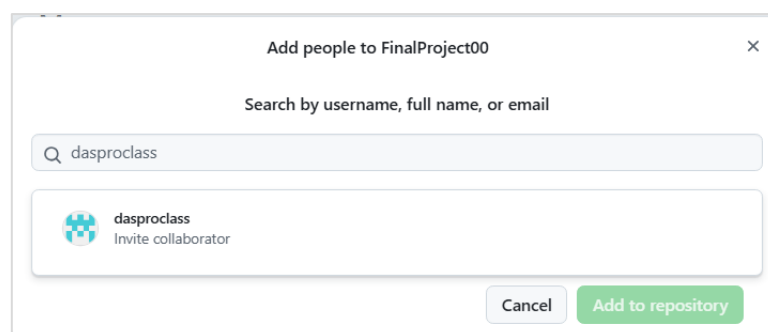 Add people to FinalProject00
Search by username, full name, or email
dasproclass
dasproclass
Invite collaborator
Cancel
Add to repository